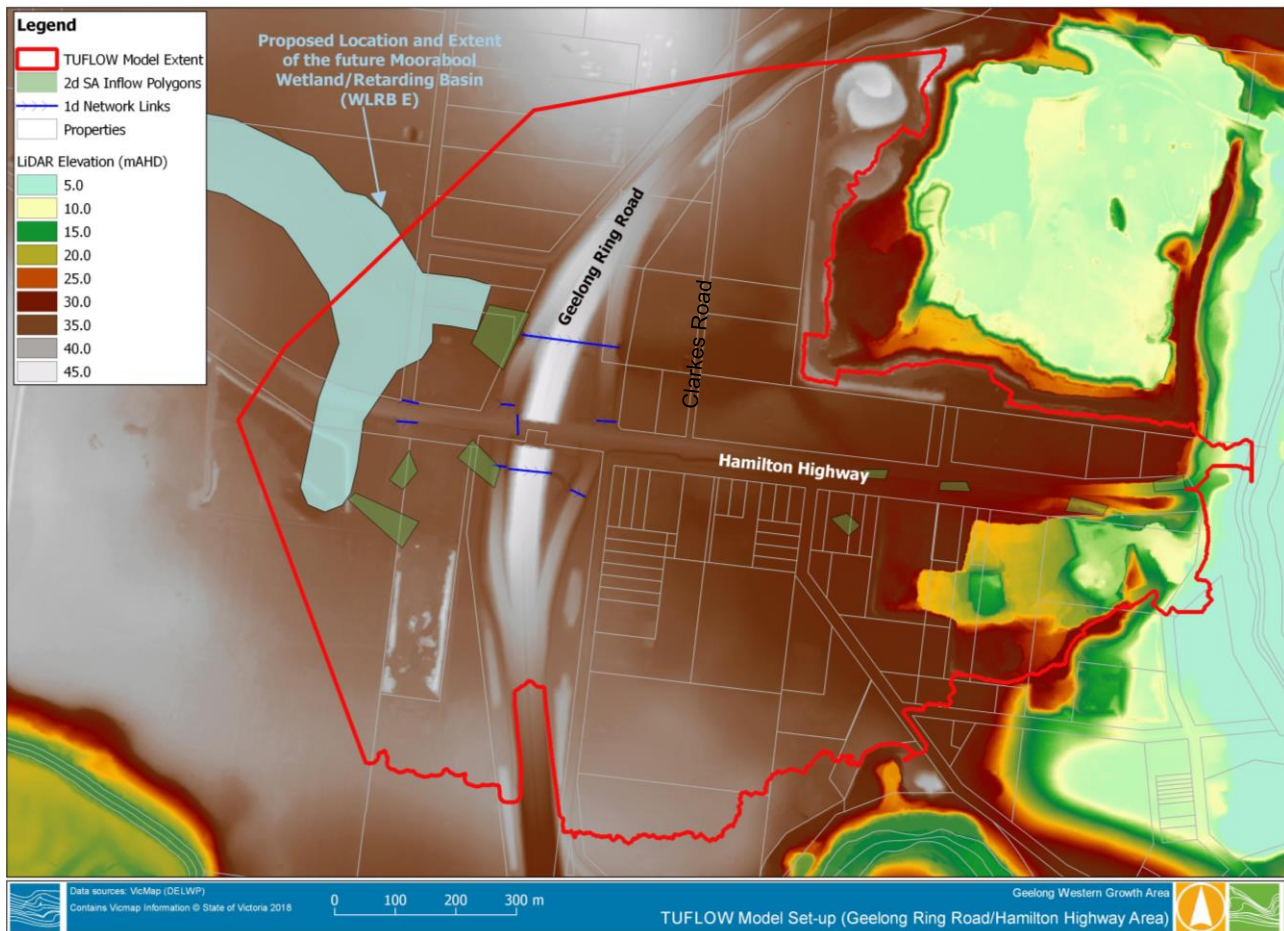 Legend
TUFLOW Model Extent
2d SA Inflow Polygons
1d Network Links
Properties
LiDAR Elevation (mAHD)
5.0
10.0
15.0
20.0
25.0
30.0
35.0
40.0
45.0
Proposed Location and Extent
of the future Moorabool
Wetland/Retarding Basin
(WLRB E)
Geelong Ring Road
Clarkes Road
Hamilton Highway
Data sources: VicMap (DELWP)
Contains Vicmap Information © State of Victoria 2018
0 100 200 300 m
Geelong Western Growth Area
TUFLOW Model Set-up (Geelong Ring Road/Hamilton Highway Area)